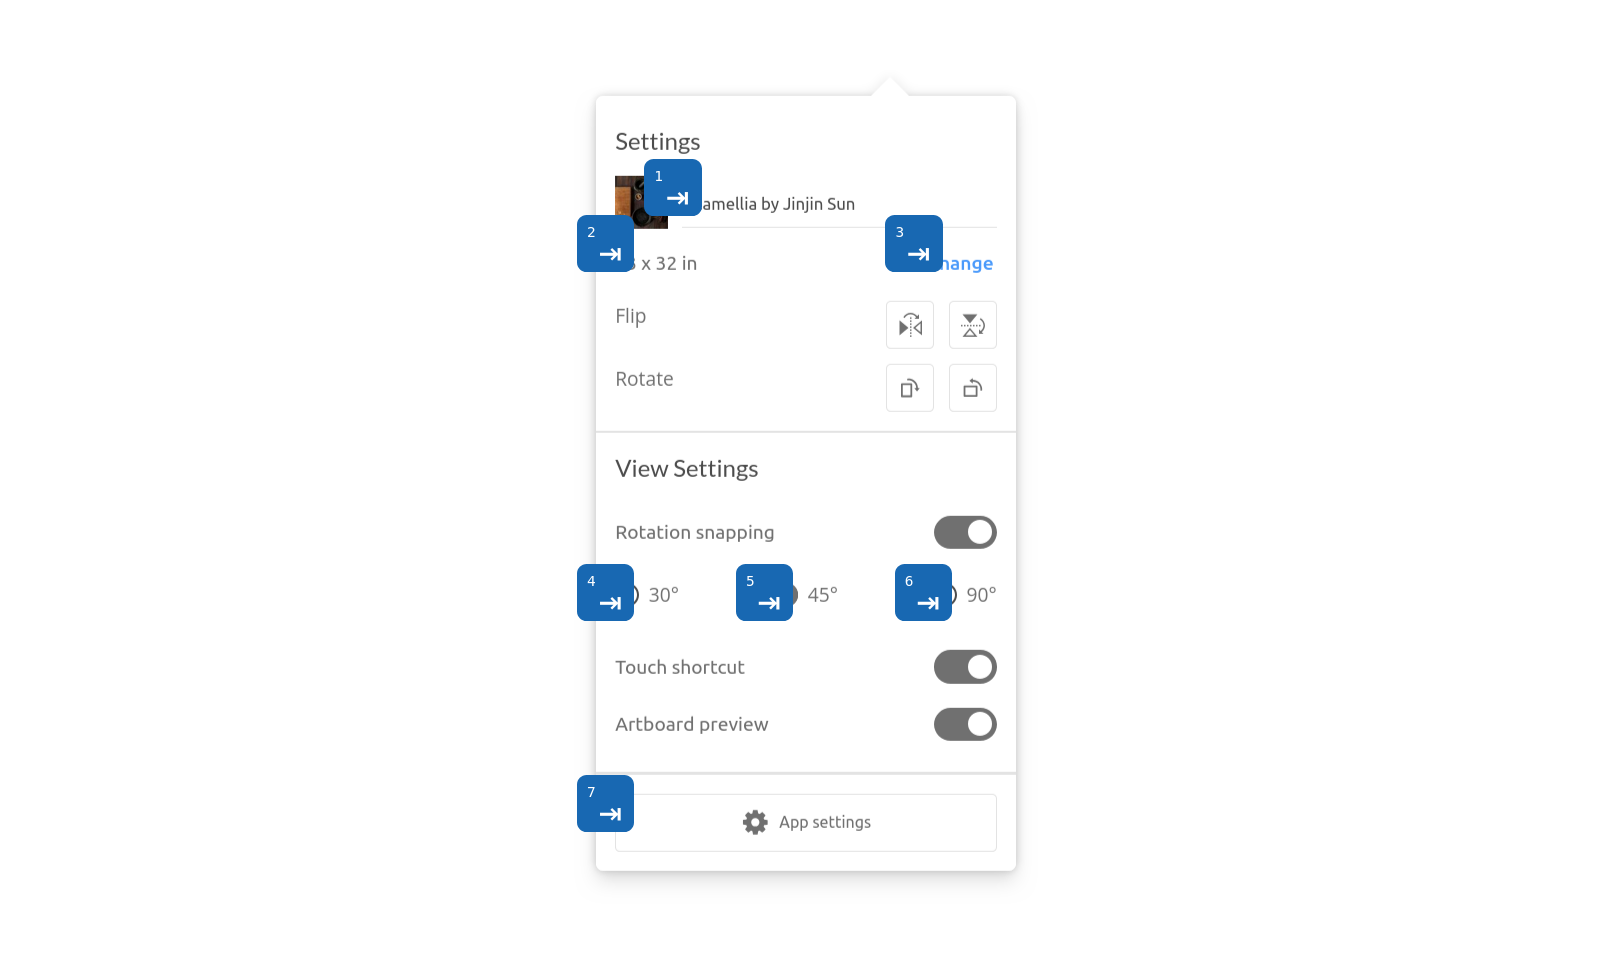 Settings
1
amellia by Jinjin Sun
2
3
x 32 in
hange
Flip
Rotate
View Settings
Rotation snapping
4
30°
5
45°
6
90°
Touch shortcut
Artboard preview
7
App settings